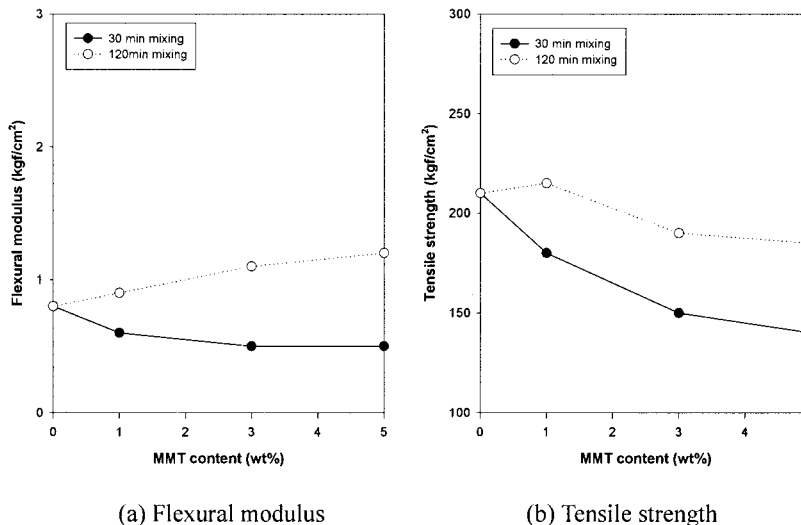 30 min mixing
120min mixing
3
2
1
0
Flexural modulus (kgf/cm²)
0 1 2 3 4 5
MMT content (wt%)
(a) Flexural modulus
30 min mixing
120 min mixing
300
250
200
150
100
Tensile strength (kgf/cm²)
0 1 2 3 4
MMT content (wt%)
(b) Tensile strength